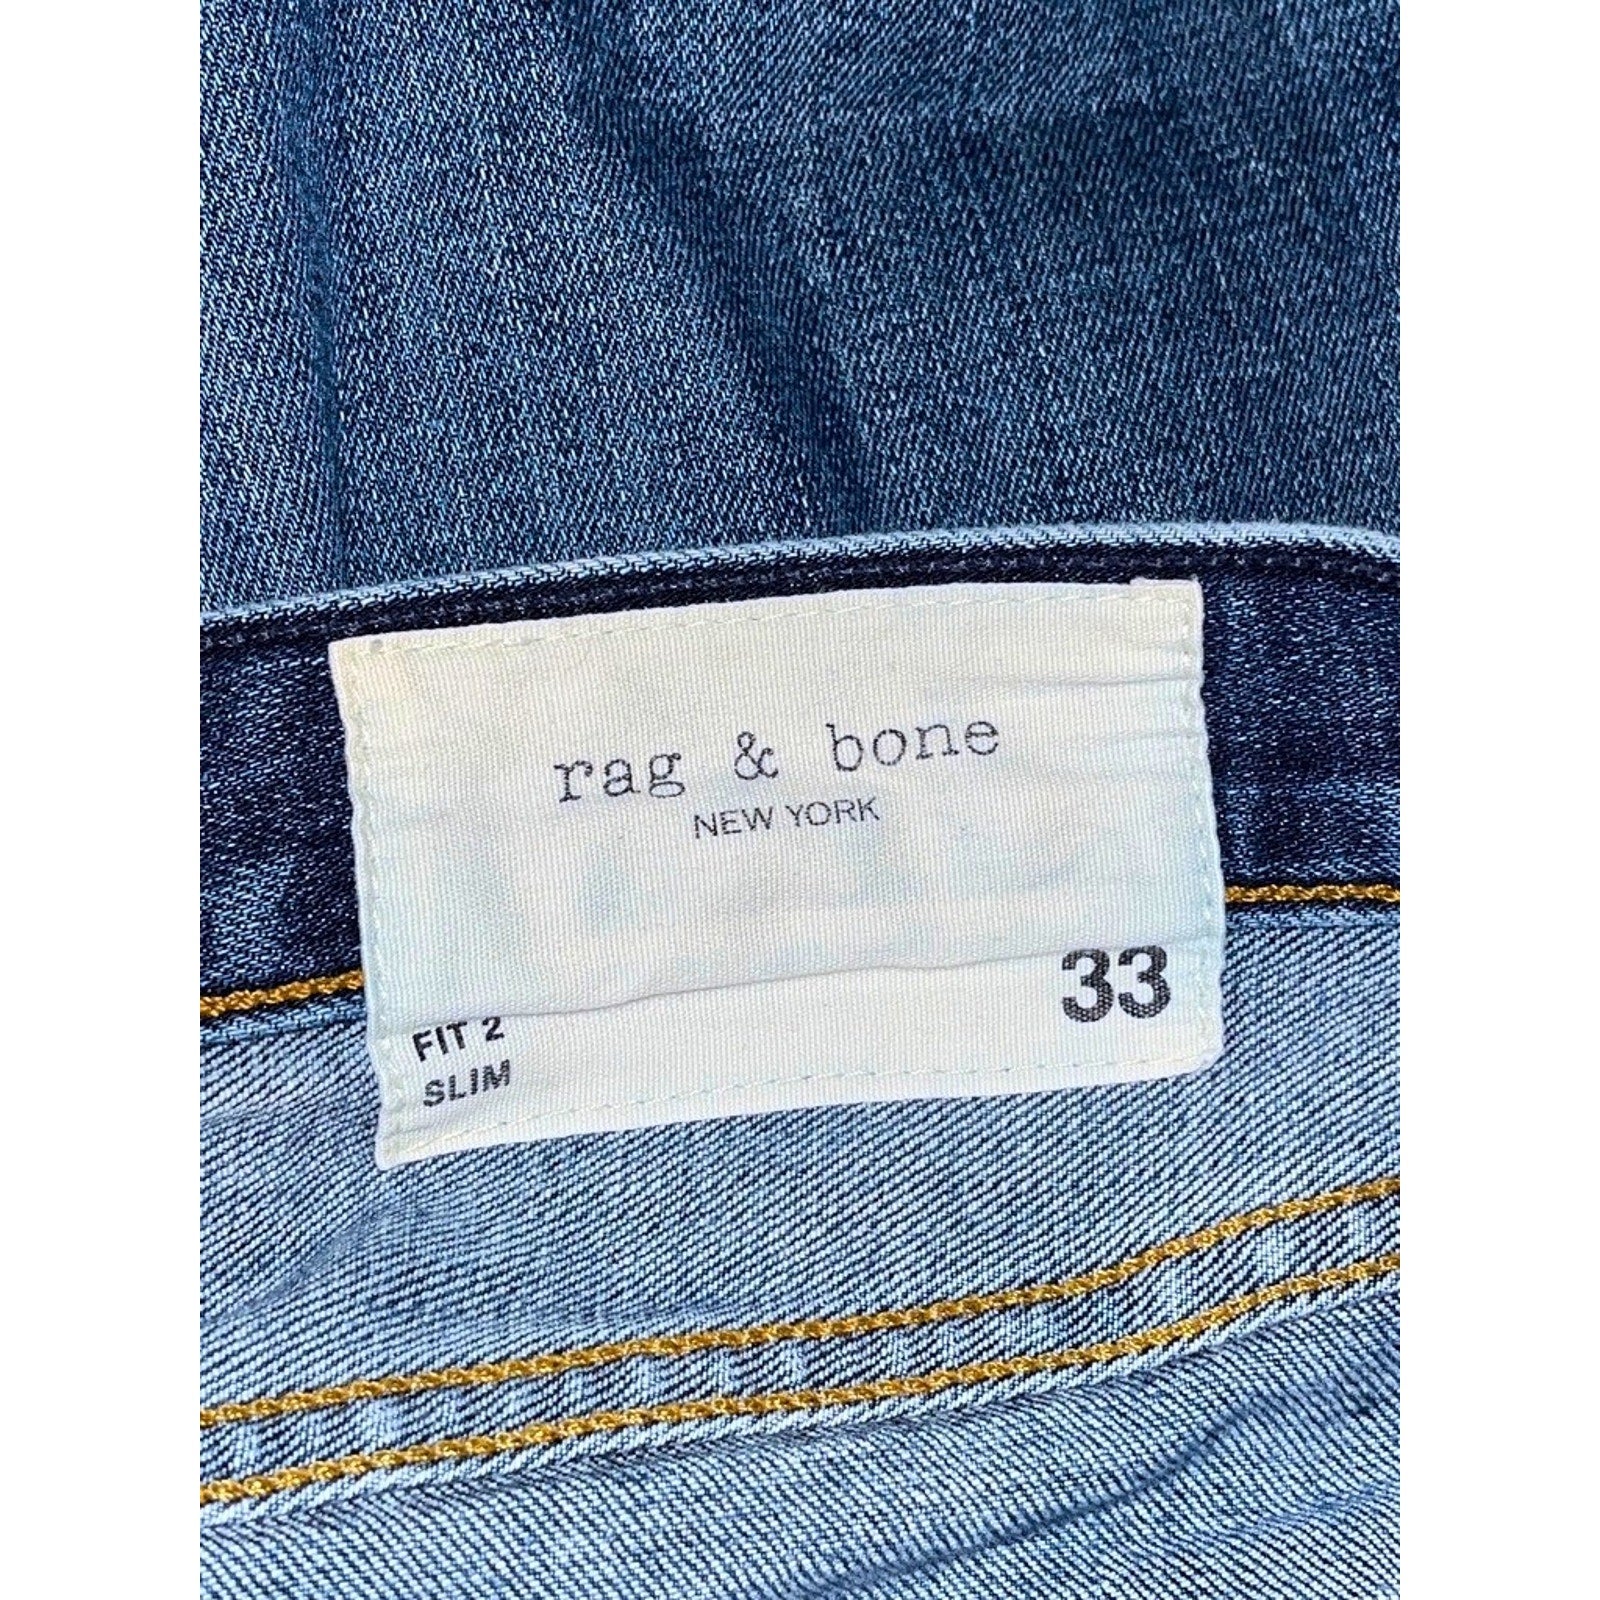 rag & bone
NEW YORK
33
FIT 2
SLIM